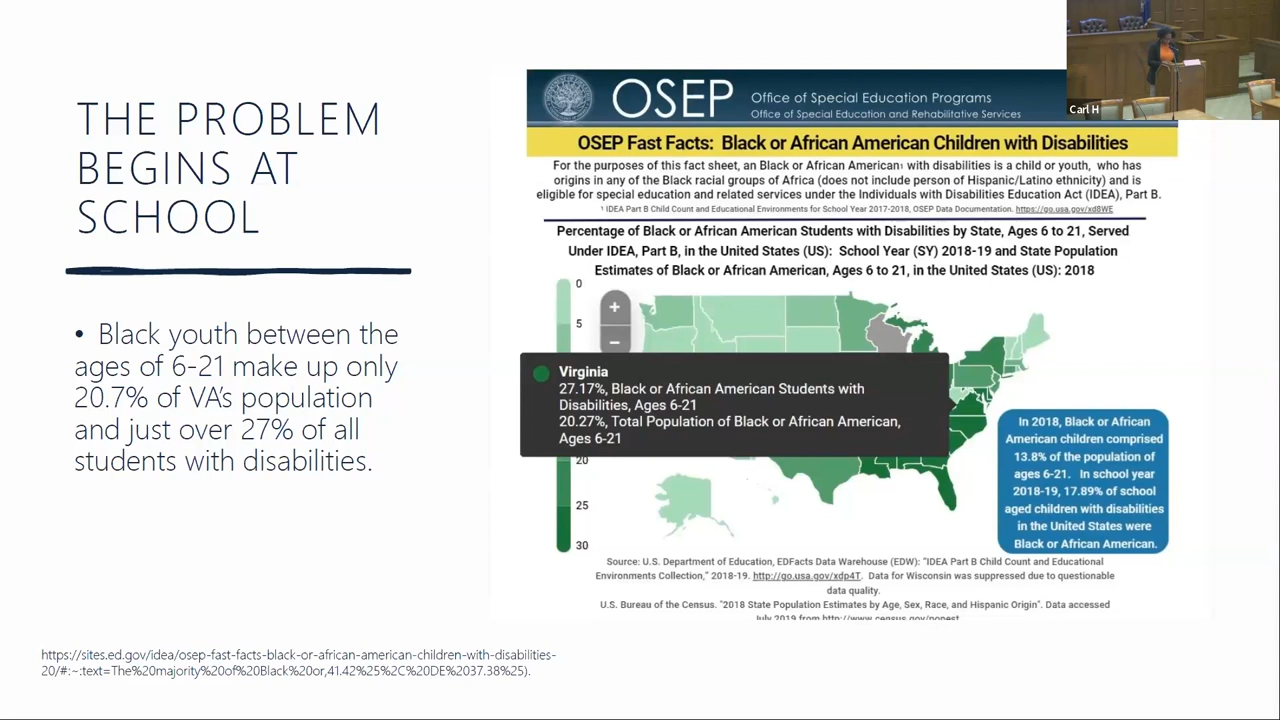 THE PROBLEM
BEGINS AT
SCHOOL
• Black youth between the
ages of 6-21 make up only
20.7% of VA's population
and just over 27% of all
students with disabilities.
OSEP
Office of Special Education Programs
Office of Special Education and Rehabilitative Services
Carl H
OSEP Fast Facts: Black or African American Children with Disabilities
For the purposes of this fact sheet, an Black or African American¹ with disabilities is a child or youth, who has
origins in any of the Black racial groups of Africa (does not include person of Hispanic/Latino ethnicity) and is
eligible for special education and related services under the Individuals with Disabilities Education Act (IDEA), Part B.
¹ IDEA Part B Child Count and Educational Environments for School Year 2017-2018, OSEP Data Documentation. https://go.usa.gov/xd8WE
Percentage of Black or African American Students with Disabilities by State, Ages 6 to 21, Served
Under IDEA, Part B, in the United States (US): School Year (SY) 2018-19 and State Population
Estimates of Black or African American, Ages 6 to 21, in the United States (US): 2018
0
5
+
−
Virginia
27.17%, Black or African American Students with
Disabilities, Ages 6-21
20.27%, Total Population of Black or African American,
Ages 6-21
20
25
30
In 2018, Black or African
American children comprised
13.8% of the population of
ages 6-21. In school year
2018-19, 17.89% of school
aged children with disabilities
in the United States were
Black or African American.
Source: U.S. Department of Education, EDFacts Data Warehouse (EDW): "IDEA Part B Child Count and Educational
Environments Collection," 2018-19. http://go.usa.gov/xdp4T. Data for Wisconsin was suppressed due to questionable
data quality.
U.S. Bureau of the Census. "2018 State Population Estimates by Age, Sex, Race, and Hispanic Origin". Data accessed
July 2019 from http://www.census.gov/popest
https://sites.ed.gov/idea/osep-fast-facts-black-or-african-american-children-with-disabilities-
20/#:~:text=The%20majority%20of%20Black%20or,41.42%25%2C%20DE%2037.38%25).